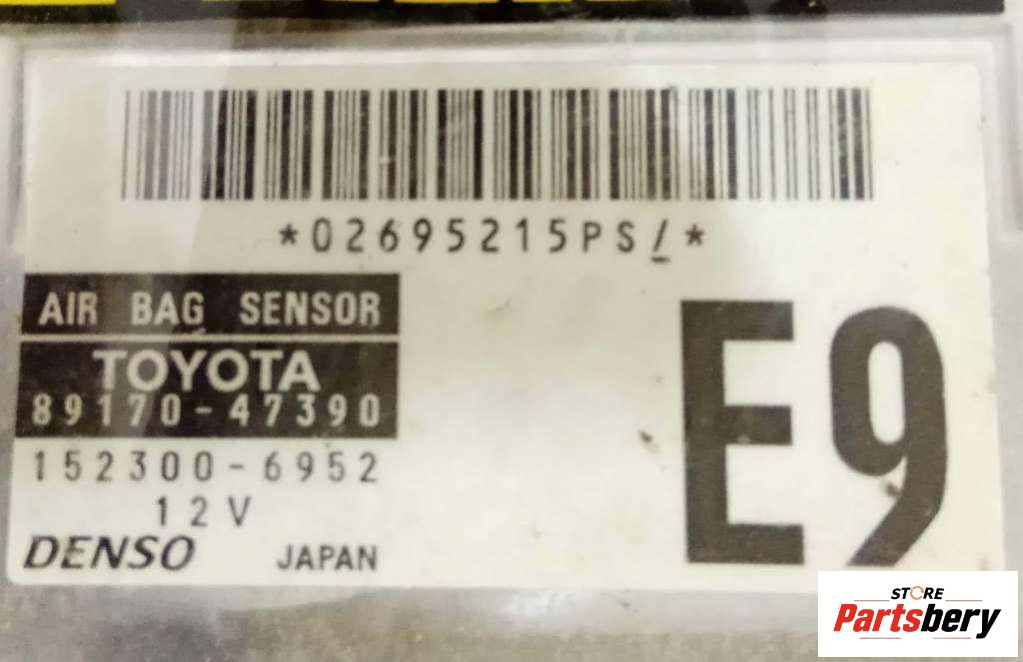 *02695215PS/*
AIR BAG SENSOR
TOYOTA
89170-47390
152300-6952
12V
DENSO JAPAN
E9
STORE
Partsbery